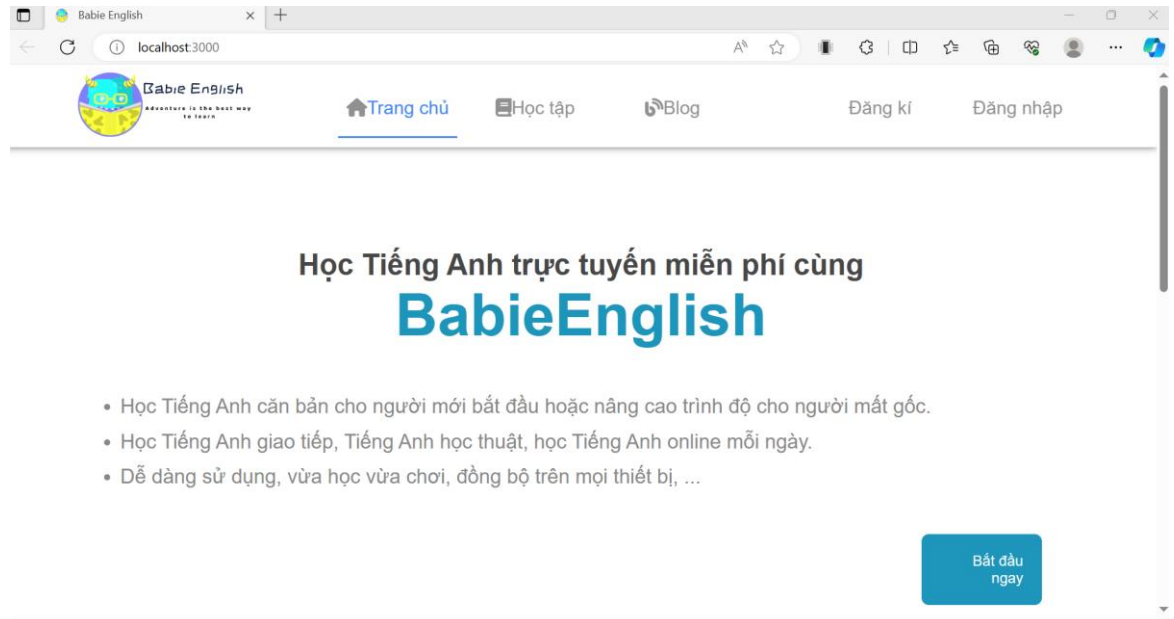 Babie English
localhost:3000
Babie English
Adventure is the best way
to learn
Trang chủ
Học tập
Blog
Đăng kí
Đăng nhập
Học Tiếng Anh trực tuyến miễn phí cùng
BabieEnglish
• Học Tiếng Anh căn bản cho người mới bắt đầu hoặc nâng cao trình độ cho người mất gốc.
• Học Tiếng Anh giao tiếp, Tiếng Anh học thuật, học Tiếng Anh online mỗi ngày.
• Dễ dàng sử dụng, vừa học vừa chơi, đồng bộ trên mọi thiết bị, ...
Bắt đầu
ngay